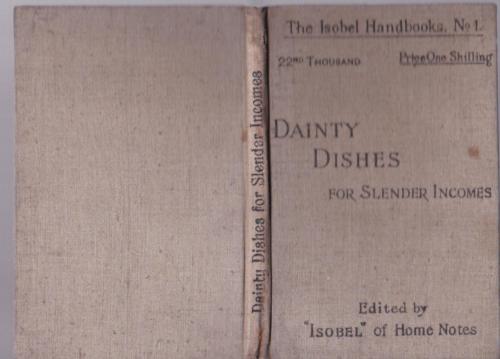 Dainty Dishes for Slender Incomes
The Isobel Handbooks. No 1.
22ND THOUSAND
Price One Shilling
DAINTY
DISHES
FOR SLENDER INCOMES
Edited by
"ISOBEL" of Home Notes